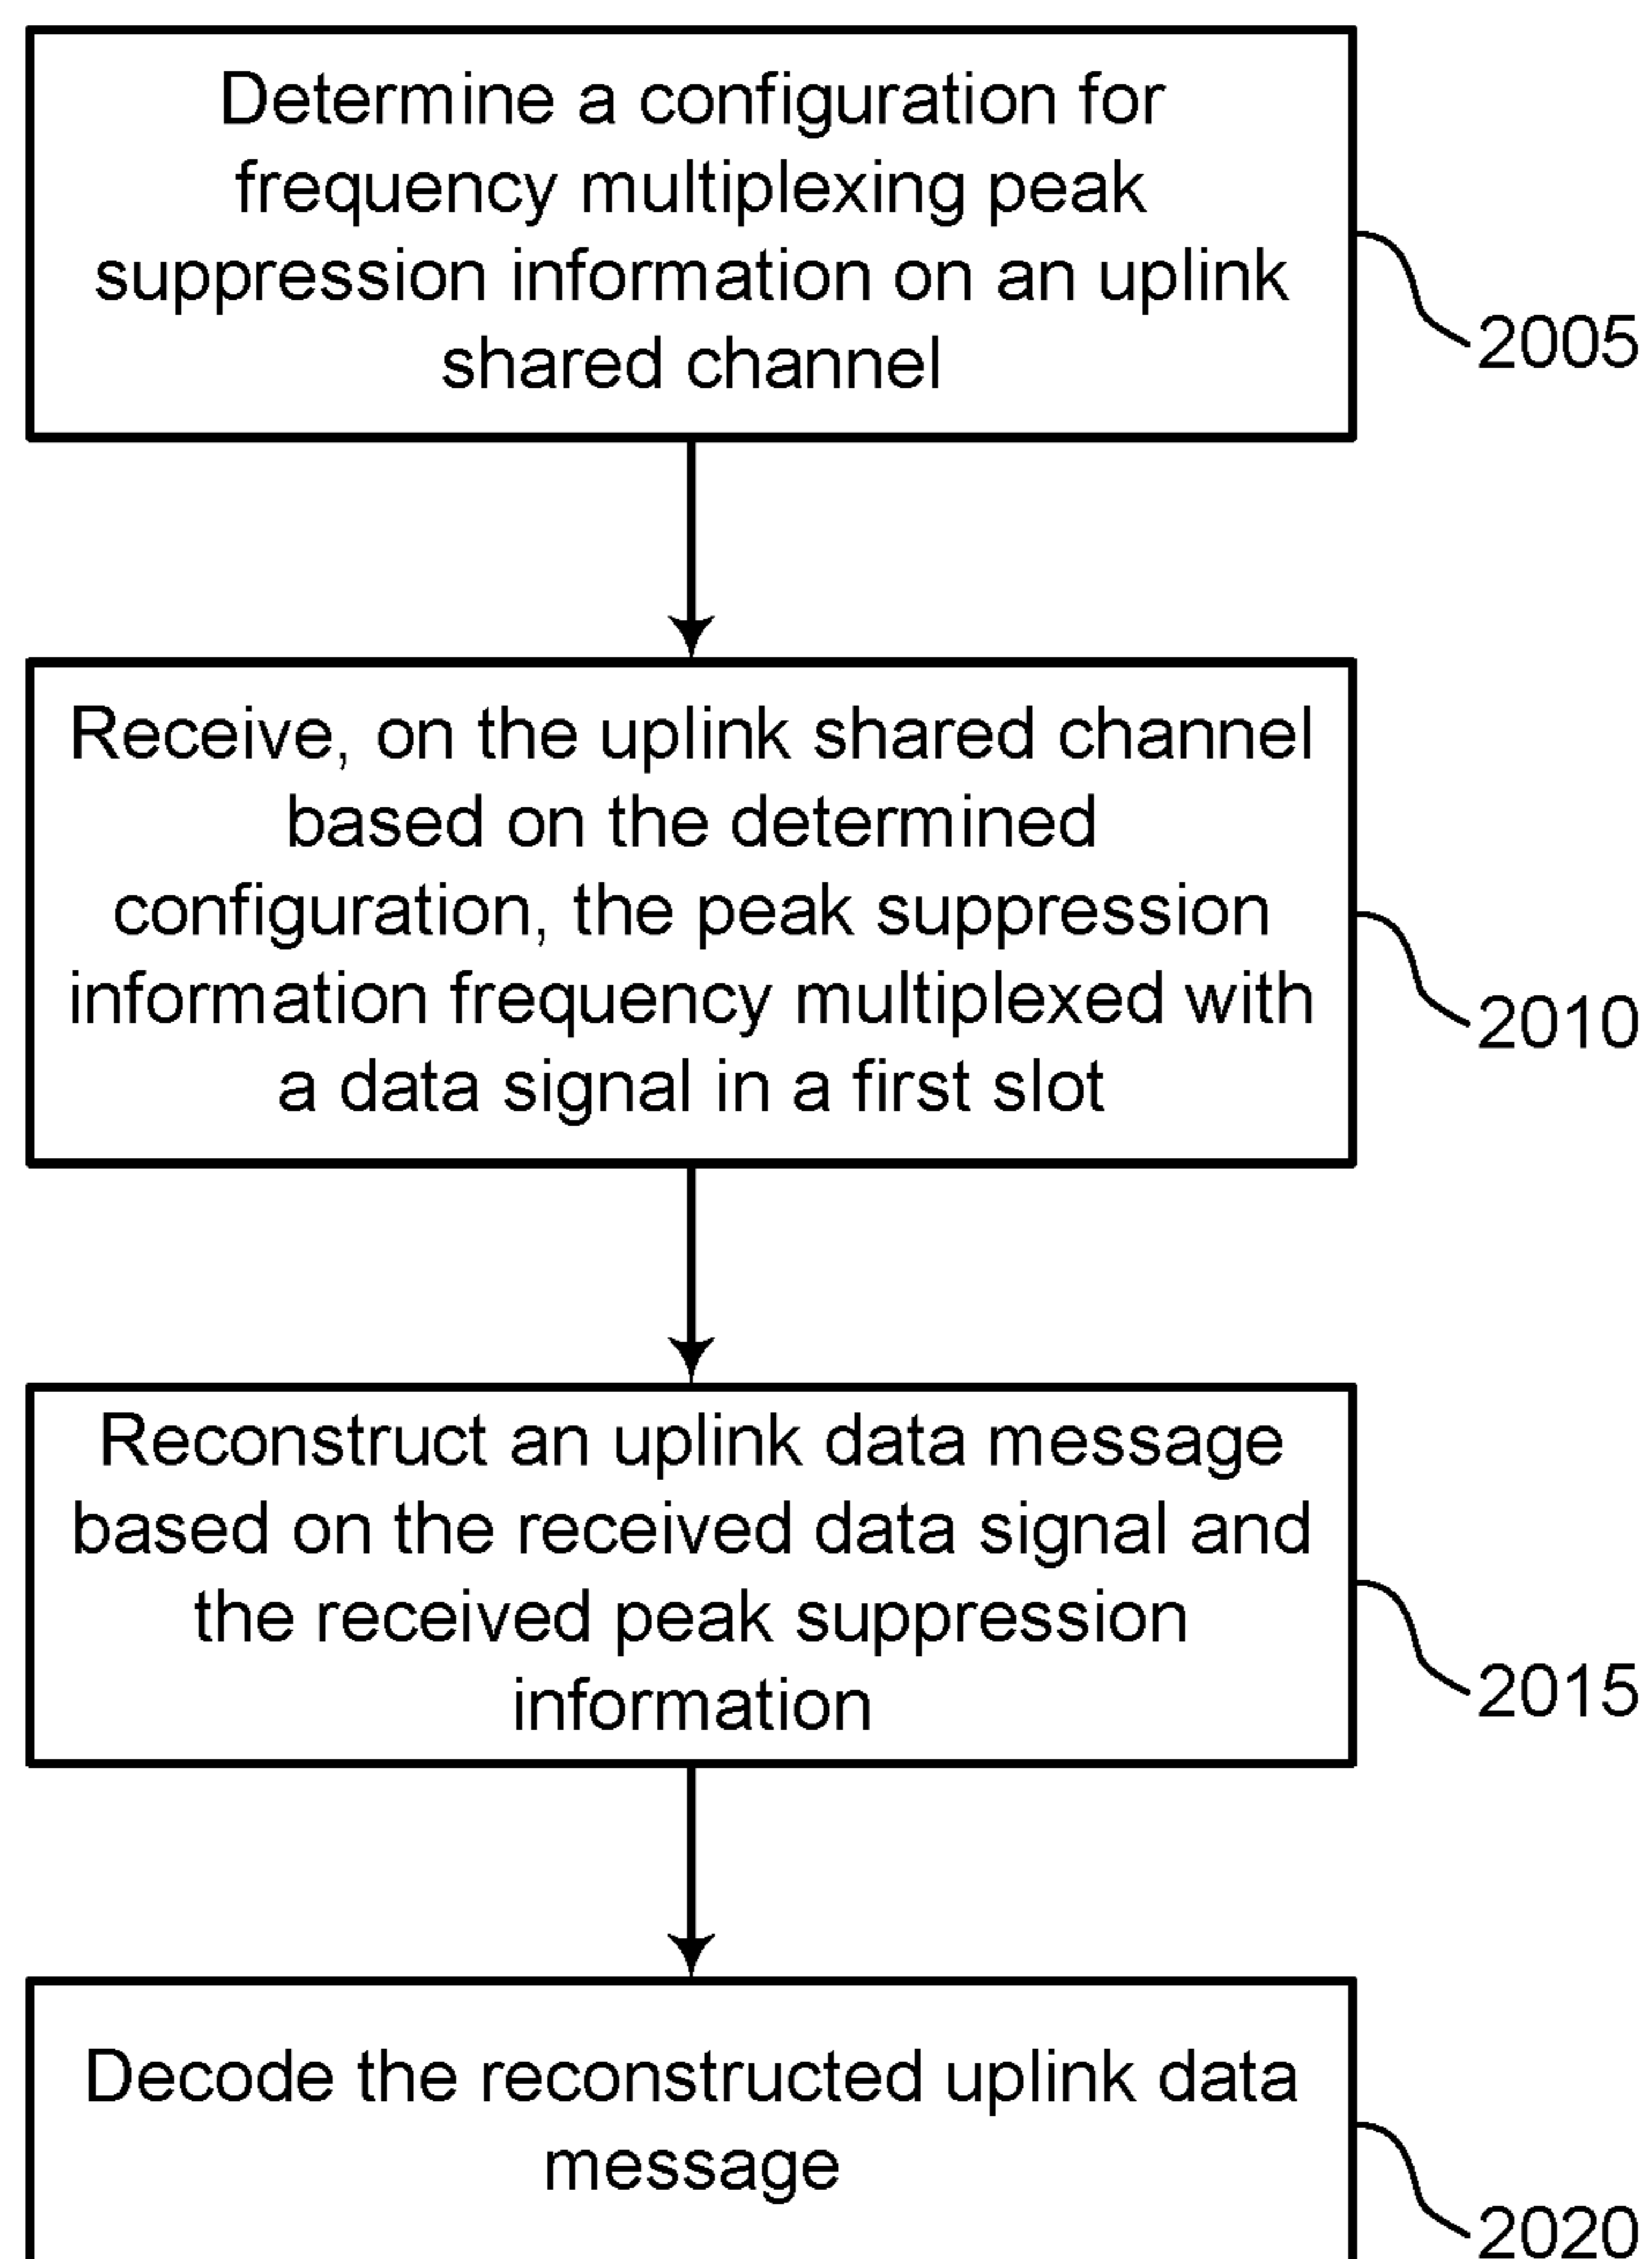 Determine a configuration for
frequency multiplexing peak
suppression information on an uplink
shared channel
2005
Receive, on the uplink shared channel
based on the determined
configuration, the peak suppression
information frequency multiplexed with
a data signal in a first slot
2010
Reconstruct an uplink data message
based on the received data signal and
the received peak suppression
information
2015
Decode the reconstructed uplink data
message
2020